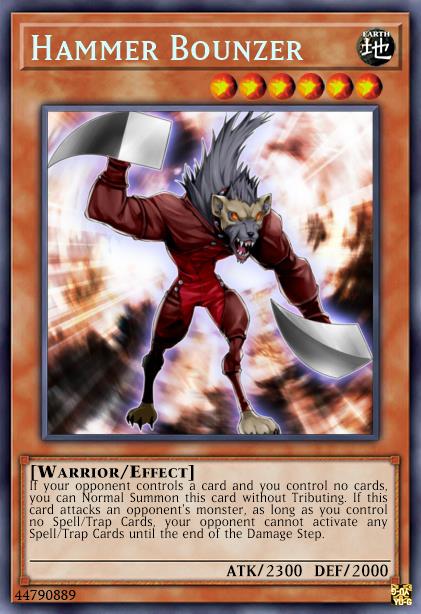 HAMMER BOUNZER
EARTH
地
[WARRIOR/EFFECT]
If your opponent controls a card and you control no cards,
you can Normal Summon this card without Tributing. If this
card attacks an opponent's monster, as long as you control
no Spell/Trap Cards, your opponent cannot activate any
Spell/Trap Cards until the end of the Damage Step.
ATK/2300 DEF/2000
44790889